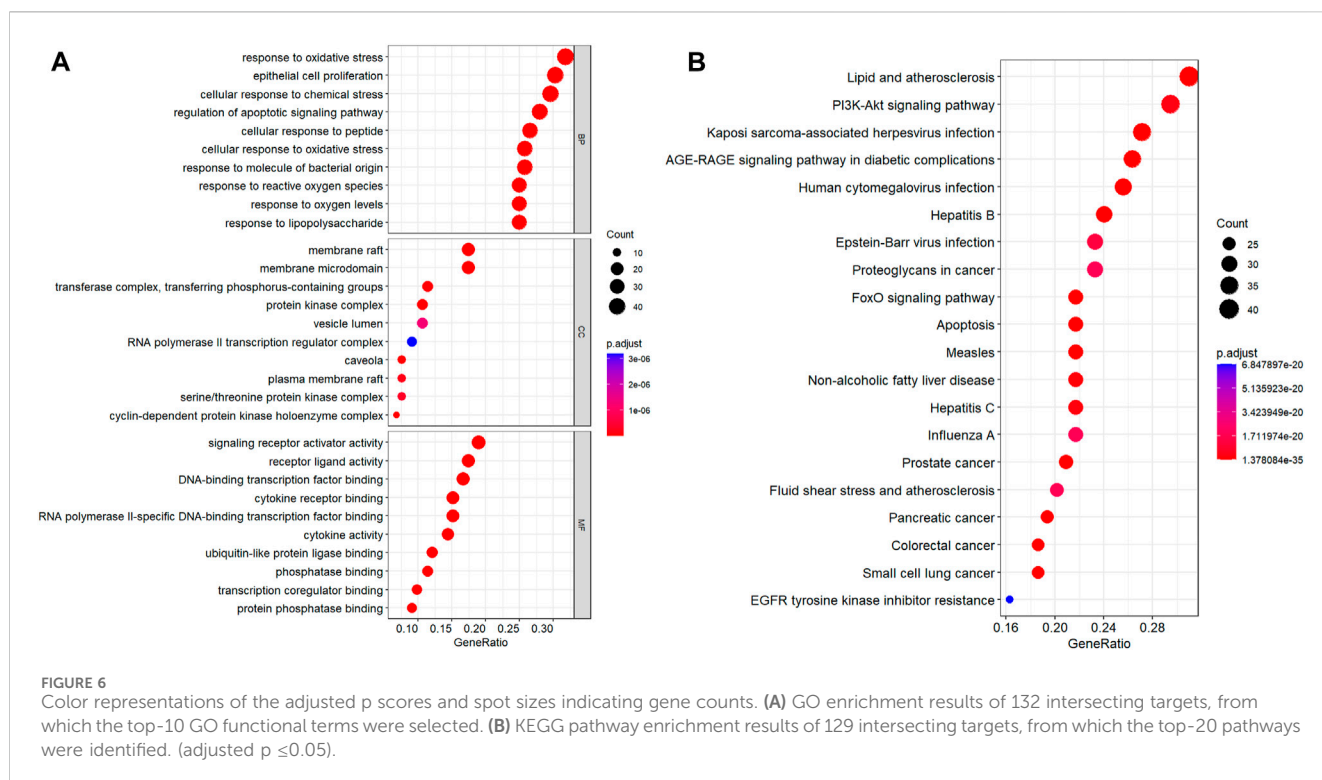 A
response to oxidative stress
epithelial cell proliferation
cellular response to chemical stress
regulation of apoptotic signaling pathway
cellular response to peptide
cellular response to oxidative stress
response to molecule of bacterial origin
response to reactive oxygen species
response to oxygen levels
response to lipopolysaccharide
BP
membrane raft
membrane microdomain
transferase complex, transferring phosphorus-containing groups
protein kinase complex
vesicle lumen
RNA polymerase II transcription regulator complex
caveola
plasma membrane raft
serine/threonine protein kinase complex
cyclin-dependent protein kinase holoenzyme complex
CC
signaling receptor activator activity
receptor ligand activity
DNA-binding transcription factor binding
cytokine receptor binding
RNA polymerase II-specific DNA-binding transcription factor binding
cytokine activity
ubiquitin-like protein ligase binding
phosphatase binding
transcription coregulator binding
protein phosphatase binding
MF
0.10 0.15 0.20 0.25 0.30
GeneRatio
Count
10
20
30
40
p.adjust
3e-06
2e-06
1e-06
B
Lipid and atherosclerosis
PI3K-Akt signaling pathway
Kaposi sarcoma-associated herpesvirus infection
AGE-RAGE signaling pathway in diabetic complications
Human cytomegalovirus infection
Hepatitis B
Epstein-Barr virus infection
Proteoglycans in cancer
FoxO signaling pathway
Apoptosis
Measles
Non-alcoholic fatty liver disease
Hepatitis C
Influenza A
Prostate cancer
Fluid shear stress and atherosclerosis
Pancreatic cancer
Colorectal cancer
Small cell lung cancer
EGFR tyrosine kinase inhibitor resistance
0.16 0.20 0.24 0.28
GeneRatio
Count
25
30
35
40
p.adjust
6.847897e-20
5.135923e-20
3.423949e-20
1.711974e-20
1.378084e-35
FIGURE 6
Color representations of the adjusted p scores and spot sizes indicating gene counts. (A) GO enrichment results of 132 intersecting targets, from
which the top-10 GO functional terms were selected. (B) KEGG pathway enrichment results of 129 intersecting targets, from which the top-20 pathways
were identified. (adjusted p ≤0.05).